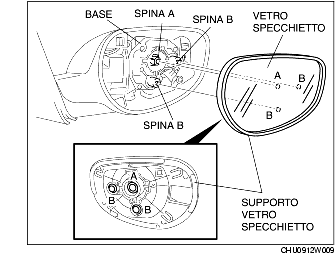 BASE
SPINA A
SPINA B
VETRO
SPECCHIETTO
A
B
B
SPINA B
A
B
B
SUPPORTO
VETRO
SPECCHIETTO
CHU0912W009